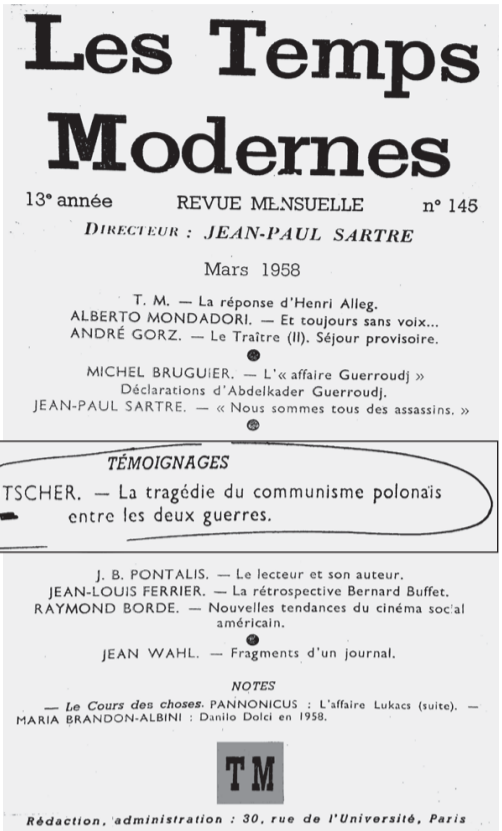 Les Temps
Modernes
13e année REVUE MENSUELLE n° 145
DIRECTEUR : JEAN-PAUL SARTRE
Mars 1958
T. M. — La réponse d'Henri Alleg.
ALBERTO MONDADORI. — Et toujours sans voix...
ANDRÉ GORZ. — Le Traître (II). Séjour provisoire.
MICHEL BRUGUIER. — L'« affaire Guerroudj »
Déclarations d'Abdelkader Guerroudj.
JEAN-PAUL SARTRE. — « Nous sommes tous des assassins. »
TÉMOIGNAGES
TSCHER. — La tragédie du communisme polonais
entre les deux guerres.
J. B. PONTALIS. — Le lecteur et son auteur.
JEAN-LOUIS FERRIER. — La rétrospective Bernard Buffet.
RAYMOND BORDE. — Nouvelles tendances du cinéma social
américain.
JEAN WAHL. — Fragments d'un journal.
NOTES
— Le Cours des choses. PANNONICUS : L'affaire Lukacs (suite). —
MARIA BRANDON-ALBINI : Danilo Dolci en 1958.
TM
Rédaction, administration : 30, rue de l'Université, Paris